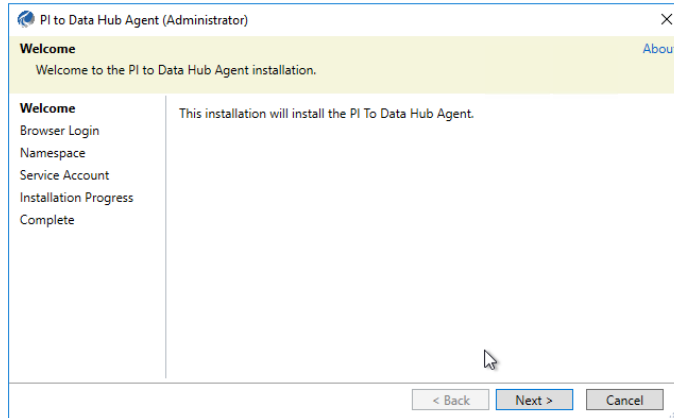 PI to Data Hub Agent (Administrator)
Welcome
About
Welcome to the PI to Data Hub Agent installation.
Welcome
This installation will install the PI To Data Hub Agent.
Browser Login
Namespace
Service Account
Installation Progress
Complete
< Back
Next >
Cancel